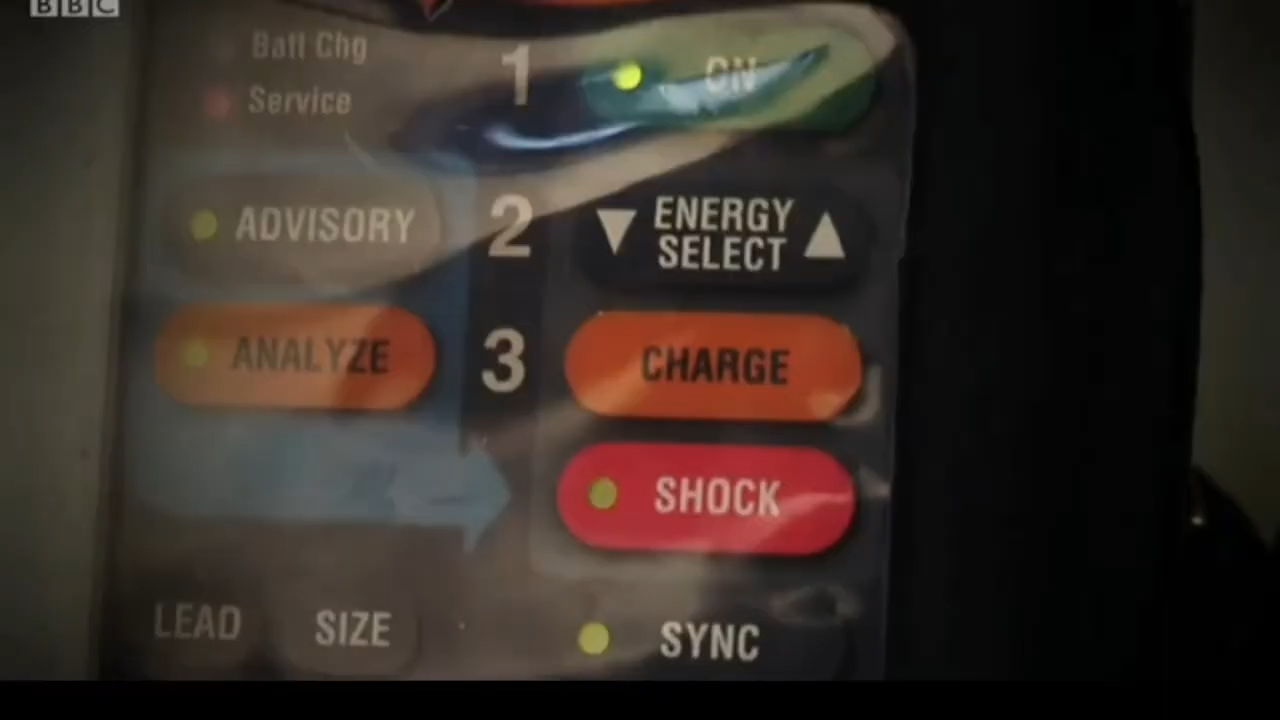 BBC
Batt Chg
1
ON
Service
ADVISORY
2
ENERGY
SELECT
ANALYZE
3
CHARGE
SHOCK
LEAD
SIZE
SYNC